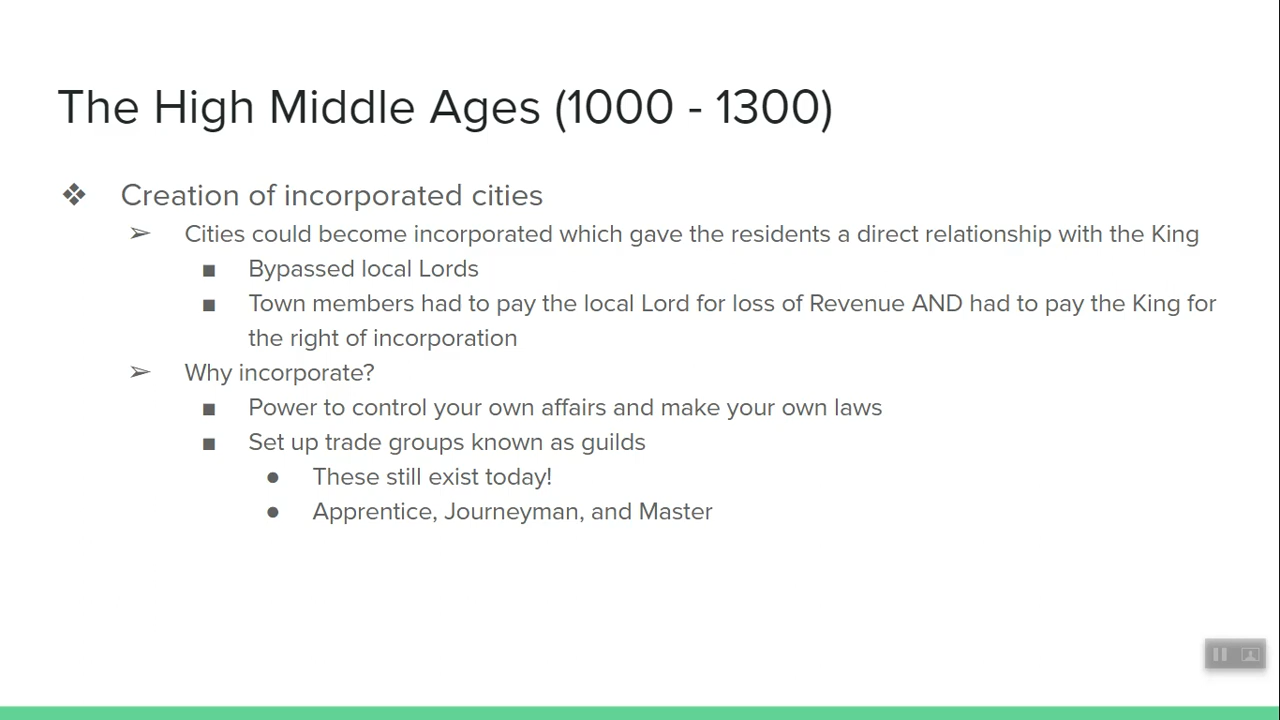 The High Middle Ages (1000 - 1300)
❖ Creation of incorporated cities
➢ Cities could become incorporated which gave the residents a direct relationship with the King
■ Bypassed local Lords
■ Town members had to pay the local Lord for loss of Revenue AND had to pay the King for
the right of incorporation
➢ Why incorporate?
■ Power to control your own affairs and make your own laws
■ Set up trade groups known as guilds
● These still exist today!
● Apprentice, Journeyman, and Master